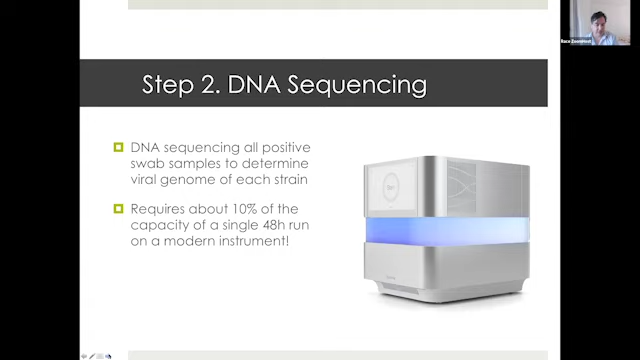 Step 2. DNA Sequencing
DNA sequencing all positive
swab samples to determine
viral genome of each strain
Requires about 10% of the
capacity of a single 48h run
on a modern instrument!